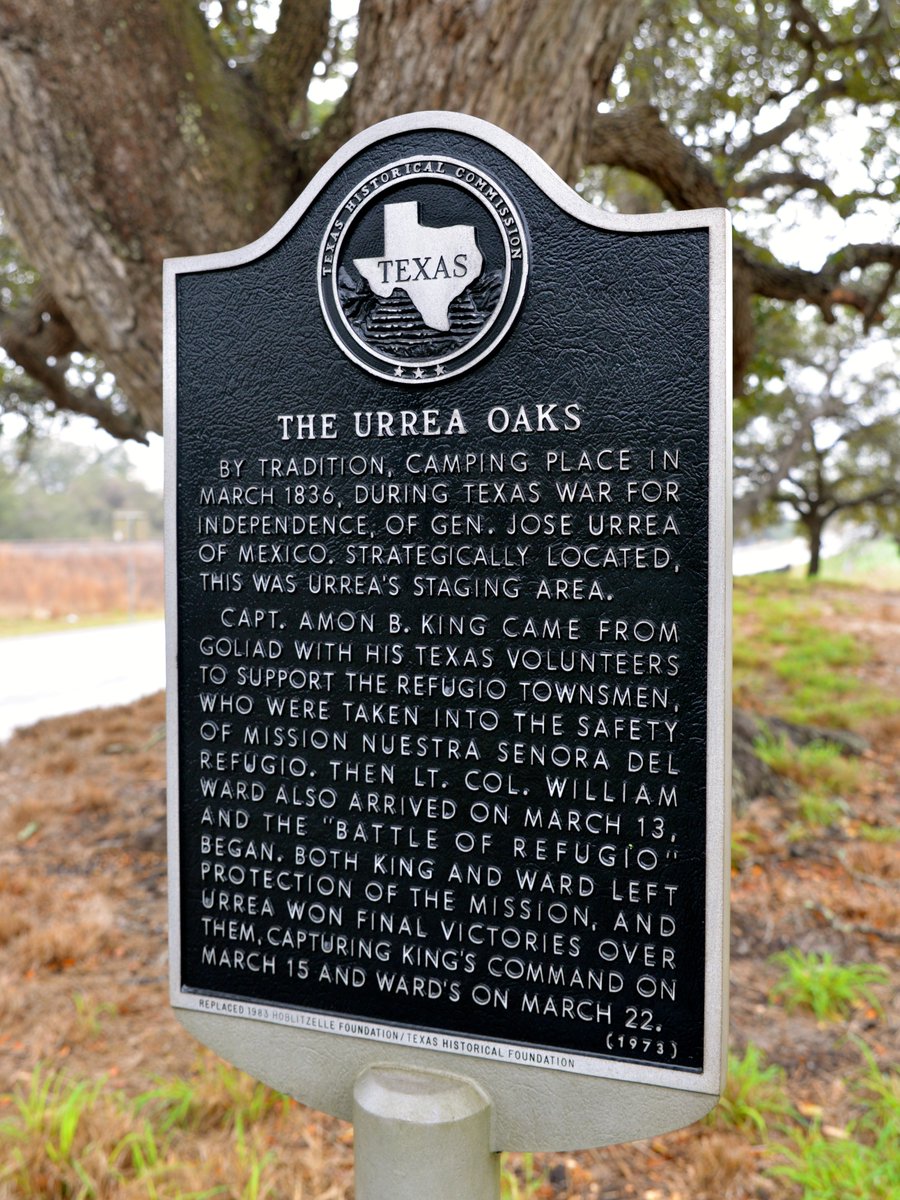 TEXAS HISTORICAL COMMISSION
TEXAS
THE URREA OAKS
BY TRADITION, CAMPING PLACE IN
MARCH 1836, DURING TEXAS WAR FOR
INDEPENDENCE, OF GEN. JOSE URREA
OF MEXICO. STRATEGICALLY LOCATED,
THIS WAS URREA'S STAGING AREA.
CAPT. AMON B. KING CAME FROM
GOLIAD WITH HIS TEXAS VOLUNTEERS
TO SUPPORT THE REFUGIO TOWNSMEN,
WHO WERE TAKEN INTO THE SAFETY
OF MISSION NUESTRA SENORA DEL
REFUGIO. THEN LT. COL. WILLIAM
WARD ALSO ARRIVED ON MARCH 13,
AND THE "BATTLE OF REFUGIO"
BEGAN. BOTH KING AND WARD LEFT
PROTECTION OF THE MISSION, AND
URREA WON FINAL VICTORIES OVER
THEM, CAPTURING KING'S COMMAND ON
MARCH 15 AND WARD'S ON MARCH 22.
(1973)
REPLACED 1983 HOBLITZELLE FOUNDATION/TEXAS HISTORICAL FOUNDATION